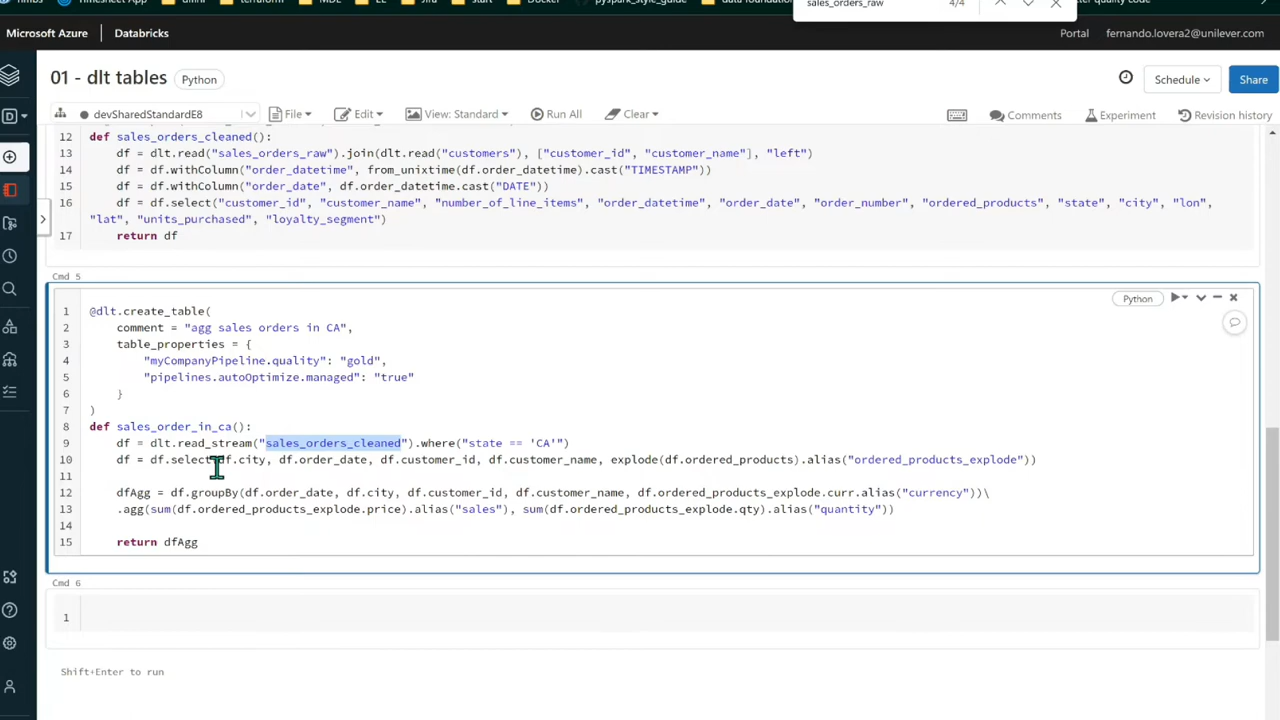 terraform
MDL
EL
Jira
start
Docker
pyspark_style_guide
sales_orders_raw 4/4
Microsoft Azure Databricks Portal fernando.lovera2@unilever.com
01 - dlt tables Python Schedule Share
devSharedStandardE8 File Edit View: Standard Run All Clear Comments Experiment Revision history
12 def sales_orders_cleaned():
13 df = dlt.read("sales_orders_raw").join(dlt.read("customers"), ["customer_id", "customer_name"], "left")
14 df = df.withColumn("order_datetime", from_unixtime(df.order_datetime).cast("TIMESTAMP"))
15 df = df.withColumn("order_date", df.order_datetime.cast("DATE"))
16 df = df.select("customer_id", "customer_name", "number_of_line_items", "order_datetime", "order_date", "order_number", "ordered_products", "state", "city", "lon",
"lat", "units_purchased", "loyalty_segment")
17 return df
Cmd 5
Python
1 @dlt.create_table(
2 comment = "agg sales orders in CA",
3 table_properties = {
4 "myCompanyPipeline.quality": "gold",
5 "pipelines.autoOptimize.managed": "true"
6 }
7 )
8 def sales_order_in_ca():
9 df = dlt.read_stream("sales_orders_cleaned").where("state == 'CA'")
10 df = df.select(df.city, df.order_date, df.customer_id, df.customer_name, explode(df.ordered_products).alias("ordered_products_explode"))
11
12 dfAgg = df.groupBy(df.order_date, df.city, df.customer_id, df.customer_name, df.ordered_products_explode.curr.alias("currency"))\
13 .agg(sum(df.ordered_products_explode.price).alias("sales"), sum(df.ordered_products_explode.qty).alias("quantity"))
14
15 return dfAgg
Cmd 6
1
Shift+Enter to run